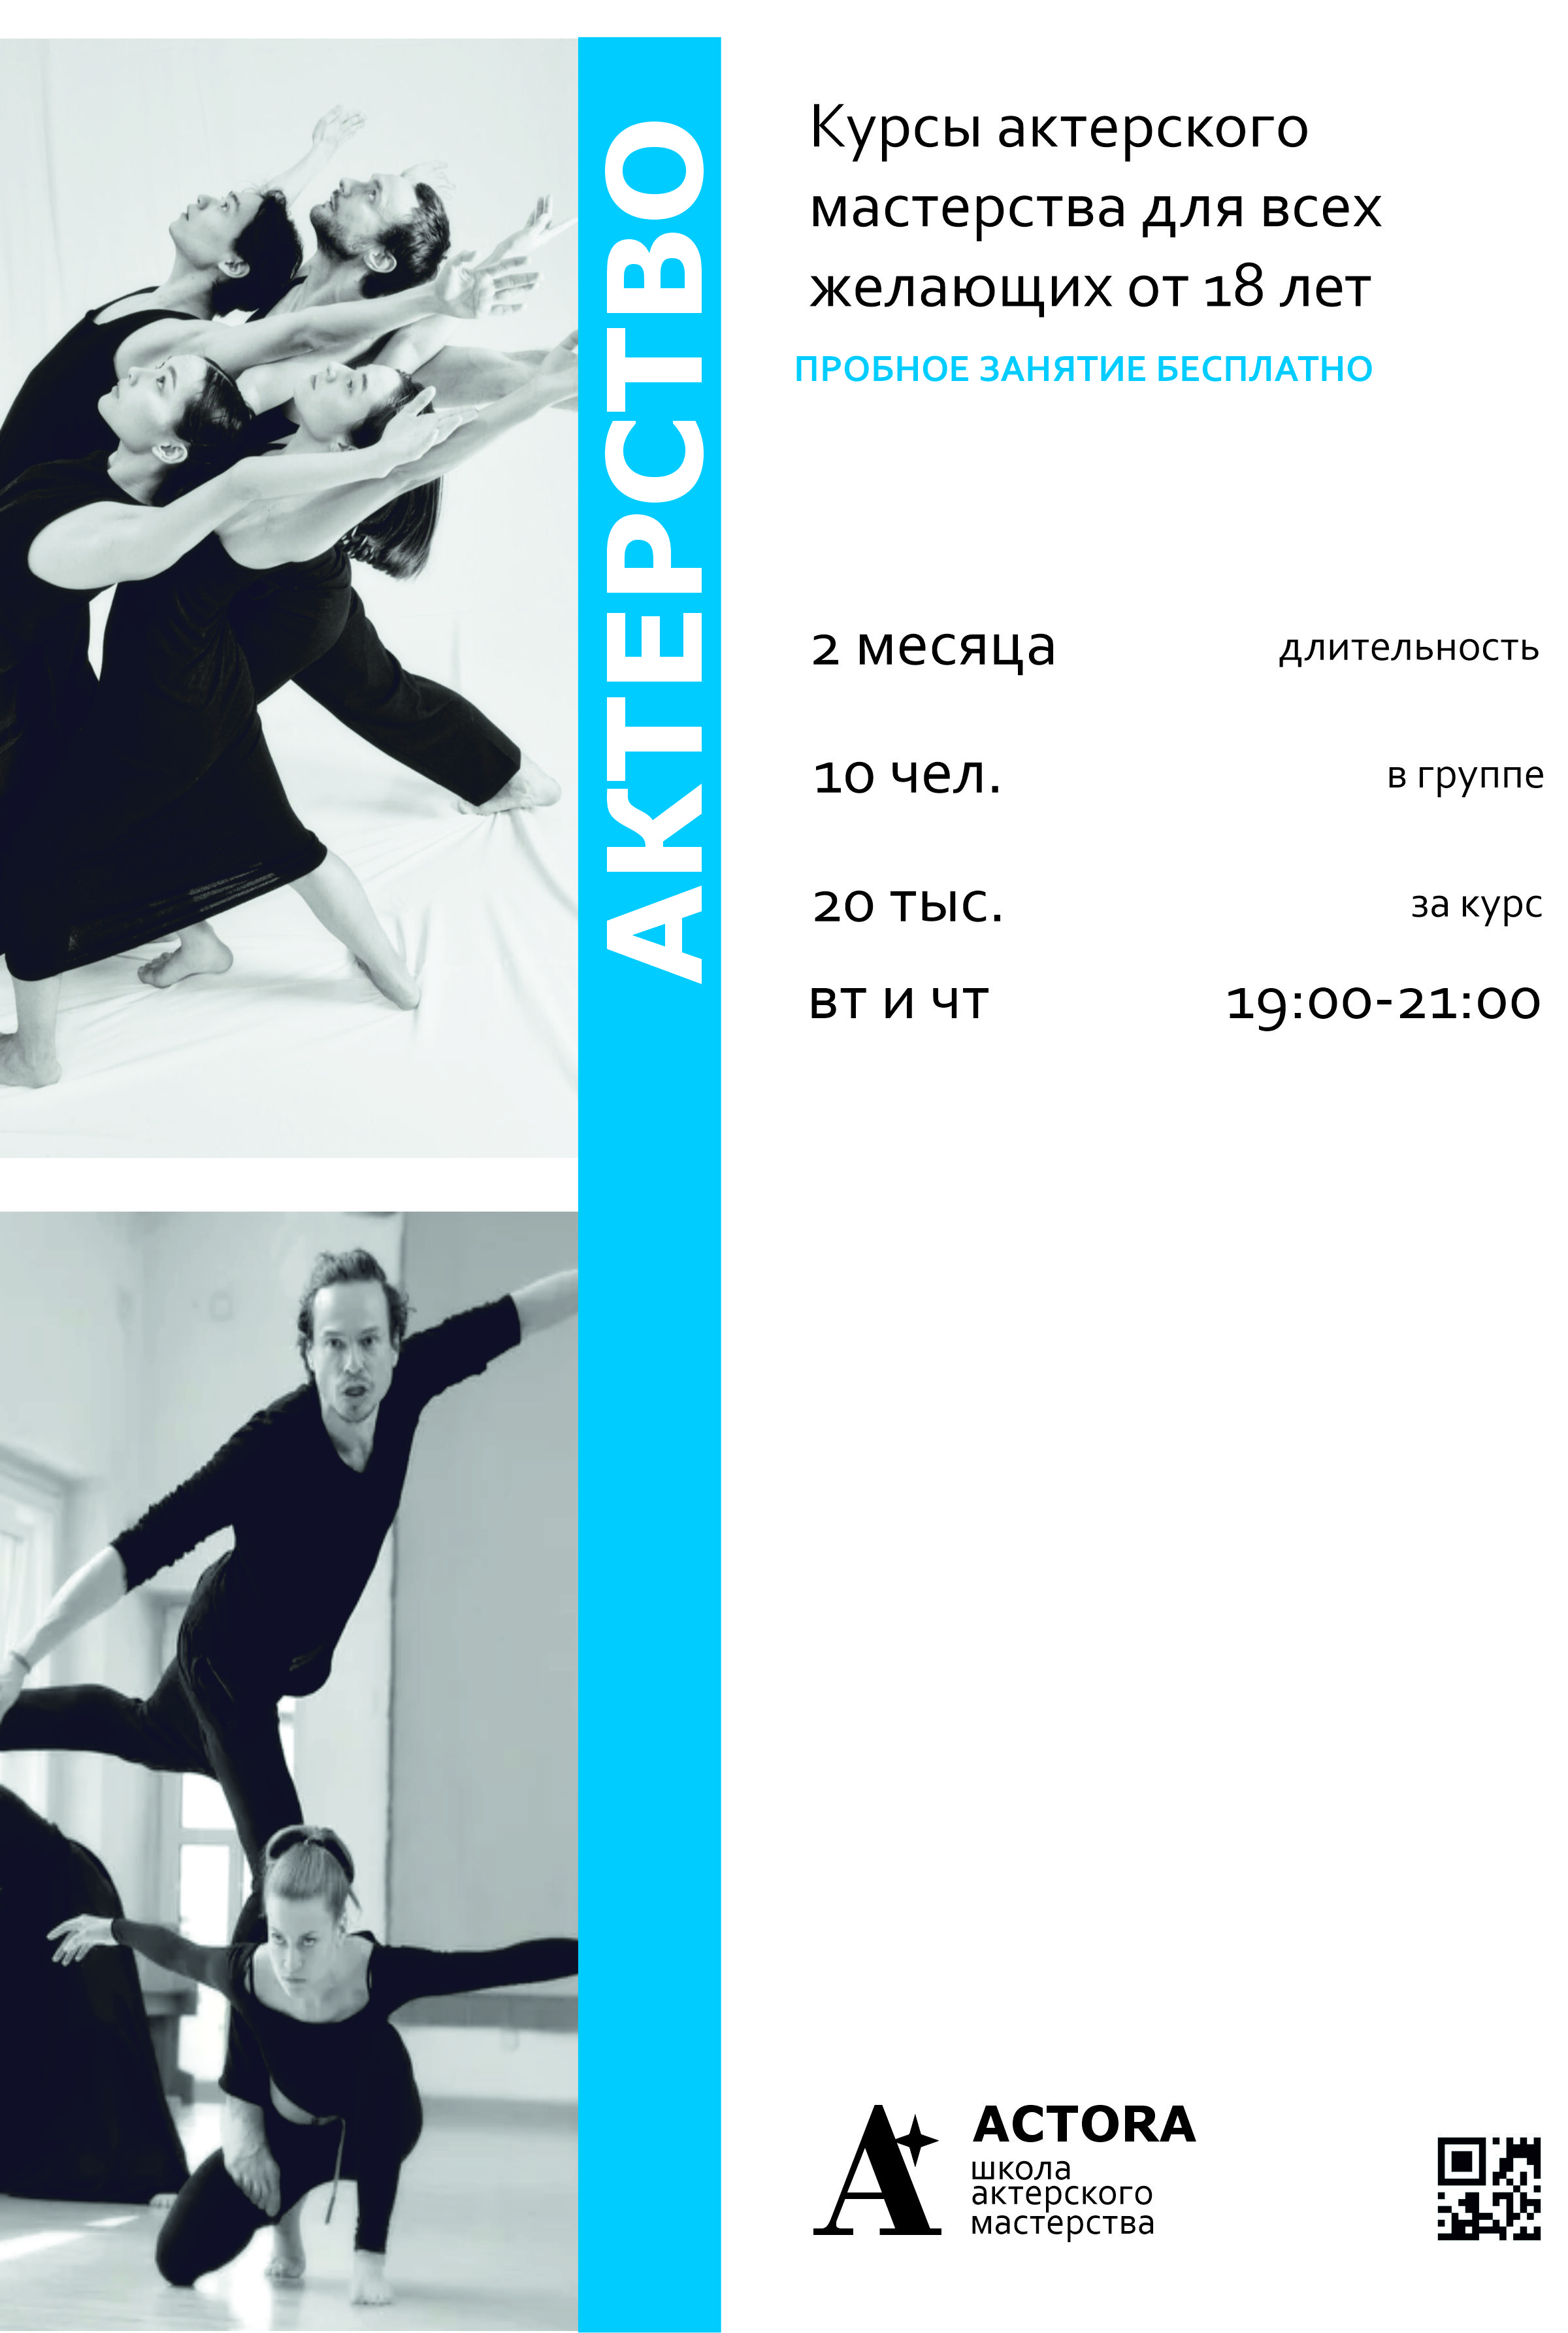 АКТЕРСТВО
Курсы актерского
мастерства для всех
желающих от 18 лет
ПРОБНОЕ ЗАНЯТИЕ БЕСПЛАТНО
2 месяца длительность
10 чел. в группе
20 тыс. за курс
вт и чт 19:00-21:00
A
ACTORA
школа
актерского
мастерства